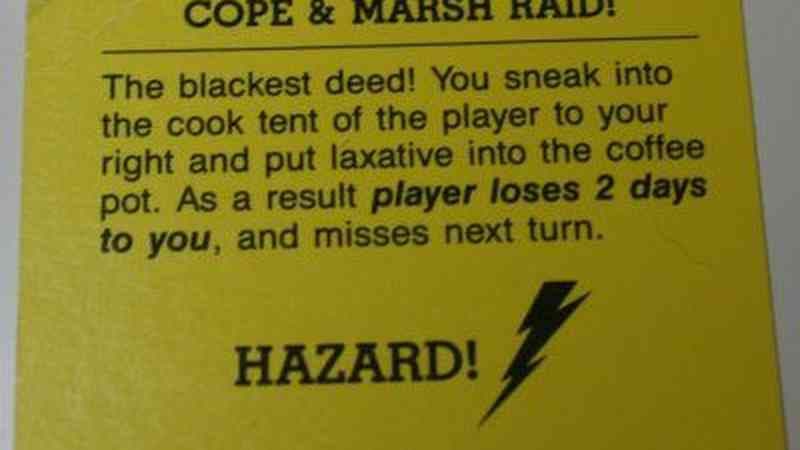 COPE & MARSH RAID!
The blackest deed! You sneak into
the cook tent of the player to your
right and put laxative into the coffee
pot. As a result player loses 2 days
to you, and misses next turn.
HAZARD!